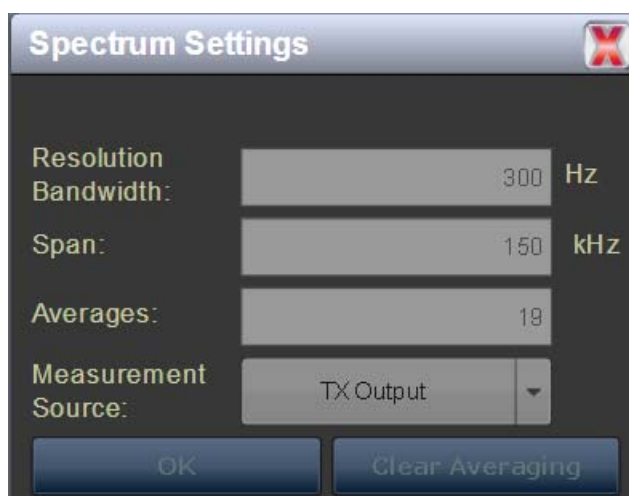 Spectrum Settings
Resolution
Bandwidth:
300 Hz
Span:
150 kHz
Averages:
19
Measurement
Source:
TX Output
OK
Clear Averaging